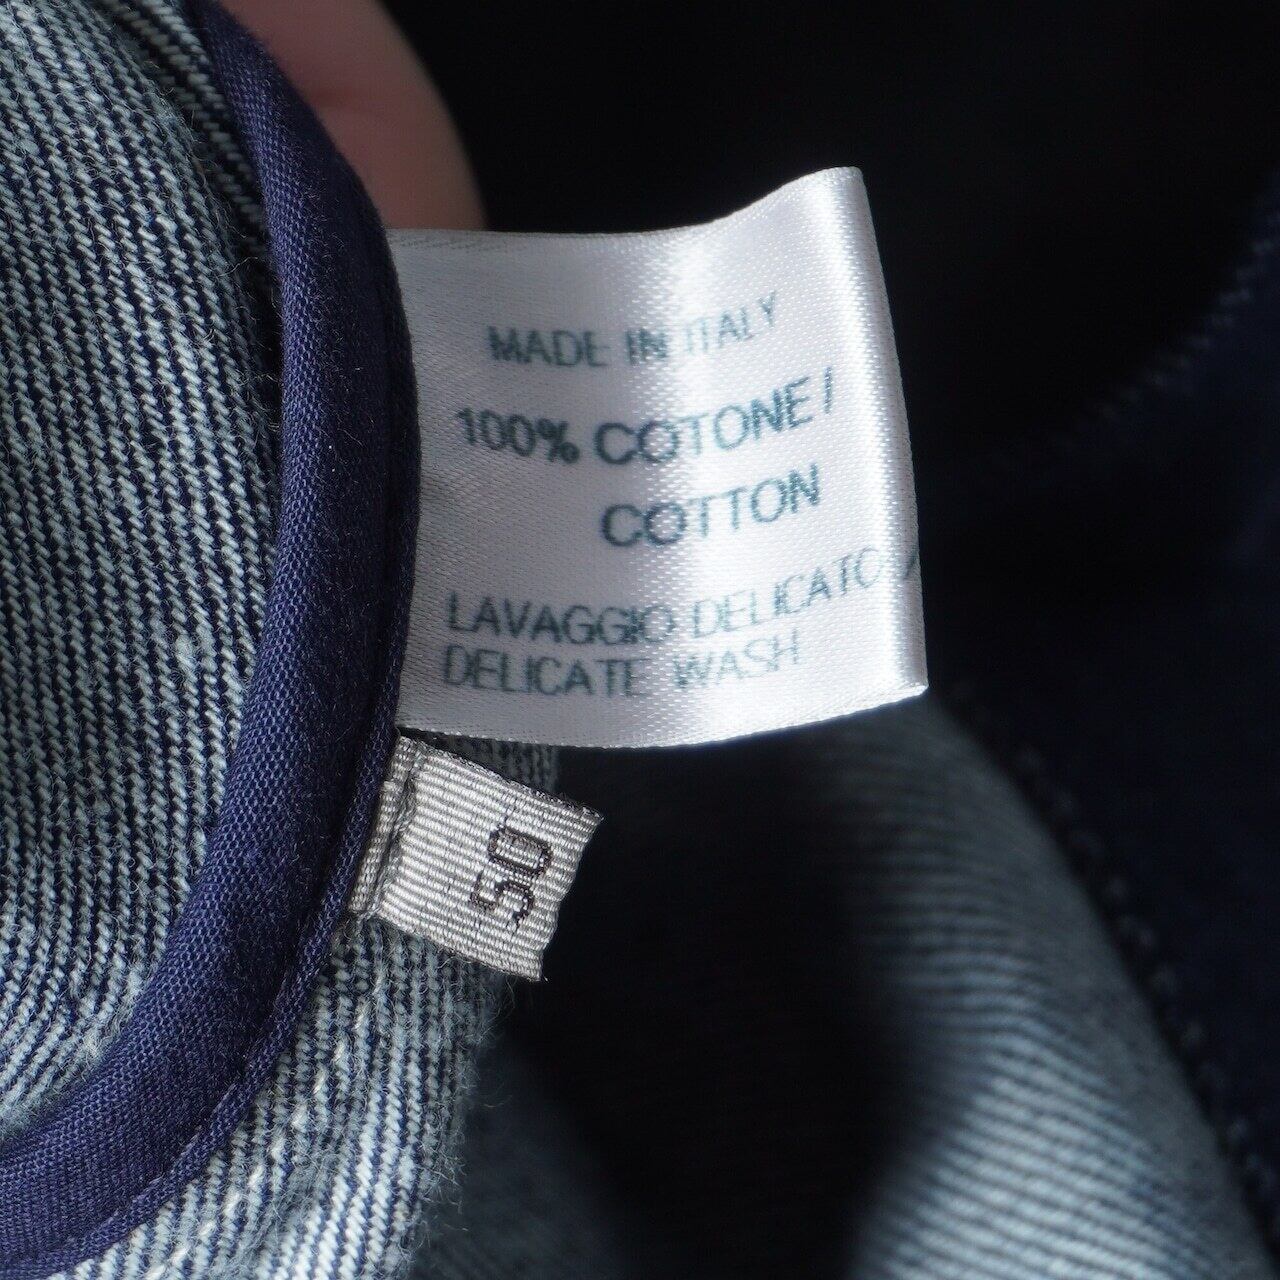 MADE IN ITALY
100% COTONE /
COTTON
LAVAGGIO DELICATO /
DELICATE WASH
50